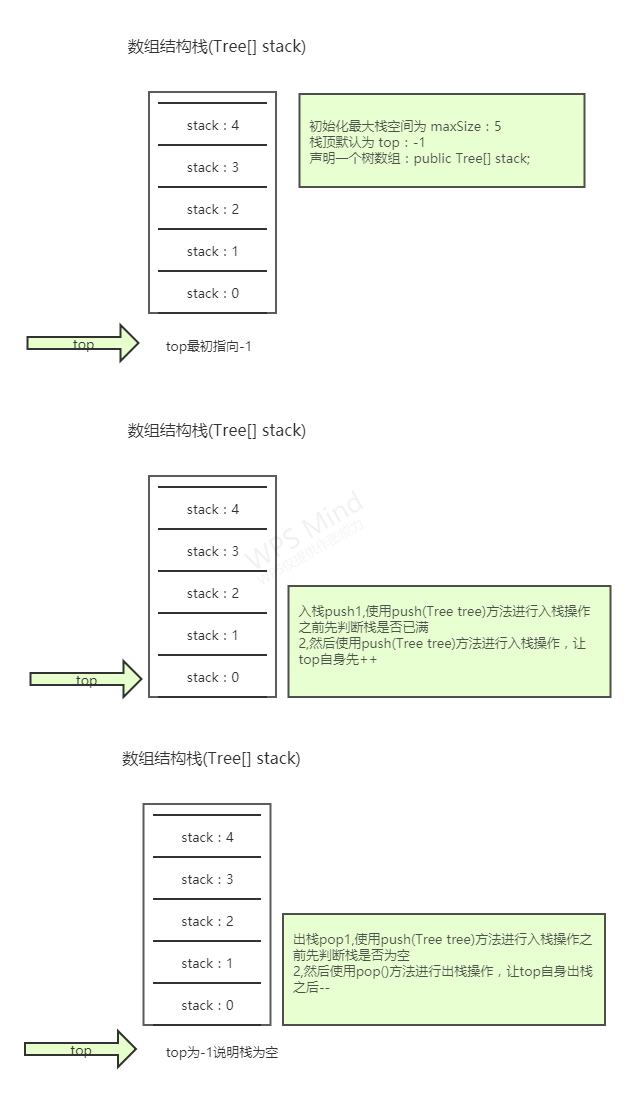 数组结构栈(Tree[] stack)
stack：4
stack：3
stack：2
stack：1
stack：0
初始化最大栈空间为 maxSize：5
栈顶默认为 top：-1
声明一个树数组：public Tree[] stack;
top
top最初指向-1
数组结构栈(Tree[] stack)
stack：4
stack：3
stack：2
stack：1
stack：0
WPS Mind
入栈push1,使用push(Tree tree)方法进行入栈操作
之前先判断栈是否已满
2,然后使用push(Tree tree)方法进行入栈操作，让
top自身先++
top
数组结构栈(Tree[] stack)
stack：4
stack：3
stack：2
stack：1
stack：0
出栈pop1,使用push(Tree tree)方法进行入栈操作之
前先判断栈是否为空
2,然后使用pop()方法进行出栈操作，让top自身出栈
之后--
top
top为-1说明栈为空